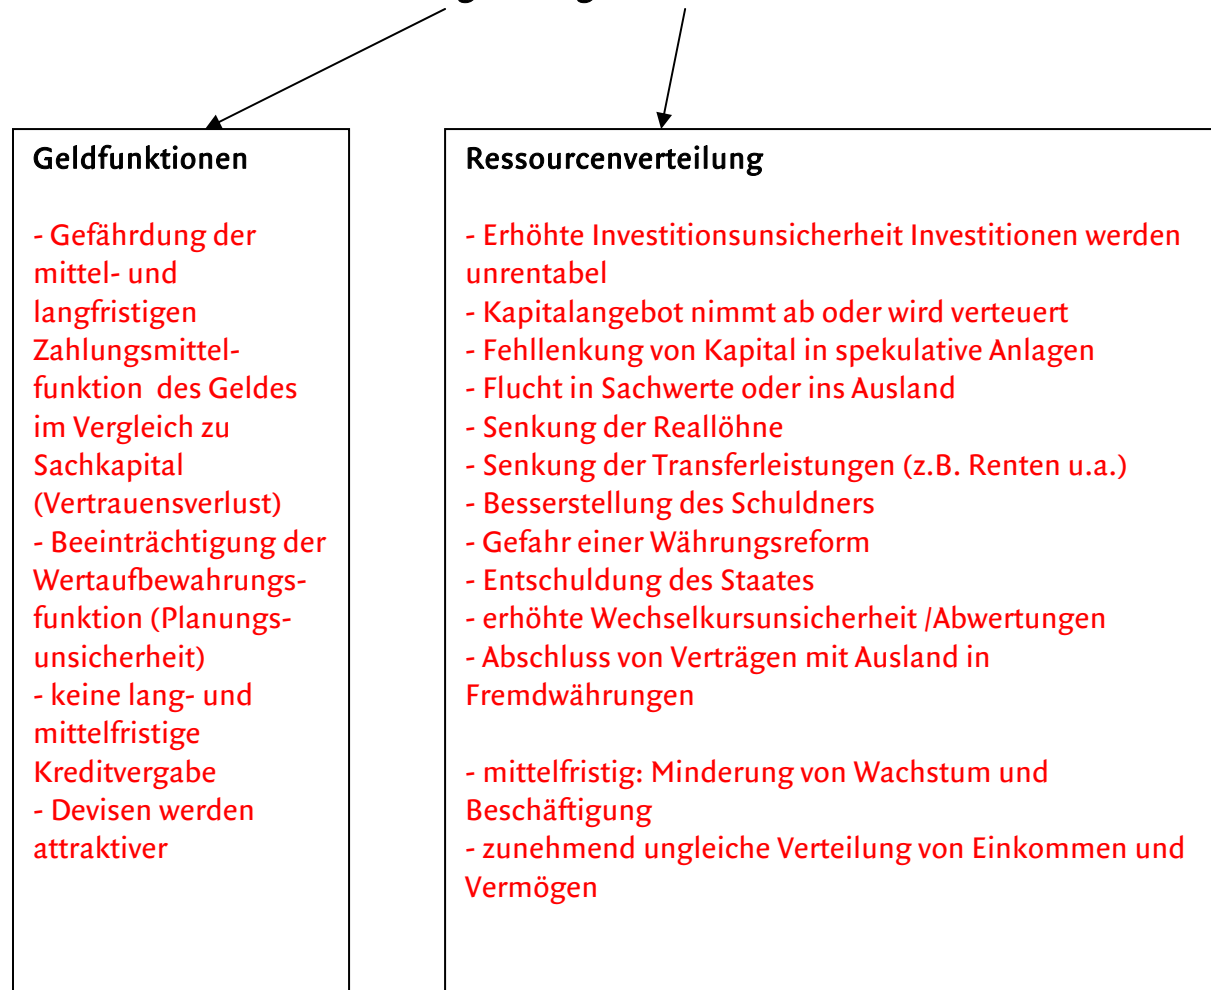 Geldfunktionen
- Gefährdung der
mittel- und
langfristigen
Zahlungsmittel-
funktion  des Geldes
im Vergleich zu
Sachkapital
(Vertrauensverlust)
- Beeinträchtigung der
Wertaufbewahrungs-
funktion (Planungs-
unsicherheit)
- keine lang- und
mittelfristige
Kreditvergabe
- Devisen werden
attraktiver
Ressourcenverteilung
- Erhöhte Investitionsunsicherheit Investitionen werden
unrentabel
- Kapitalangebot nimmt ab oder wird verteuert
- Fehllenkung von Kapital in spekulative Anlagen
- Flucht in Sachwerte oder ins Ausland
- Senkung der Reallöhne
- Senkung der Transferleistungen (z.B. Renten u.a.)
- Besserstellung des Schuldners
- Gefahr einer Währungsreform
- Entschuldung des Staates
- erhöhte Wechselkursunsicherheit /Abwertungen
- Abschluss von Verträgen mit Ausland in
Fremdwährungen
- mittelfristig: Minderung von Wachstum und
Beschäftigung
- zunehmend ungleiche Verteilung von Einkommen und
Vermögen